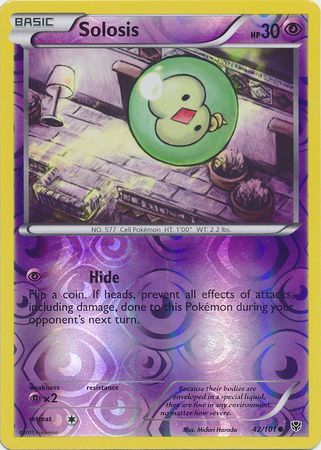 BASIC
Solosis
HP30
NO. 577 Cell Pokémon HT: 1'00" WT: 2.2 lbs.
Hide
Flip a coin. If heads, prevent all effects of attacks,
including damage, done to this Pokémon during your
opponent's next turn.
weakness
resistance
×2
retreat
Because their bodies are
enveloped in a special liquid,
they are fine in any environment,
no matter how severe.
Illus. Midori Harada
42/101
©2013 Pokémon